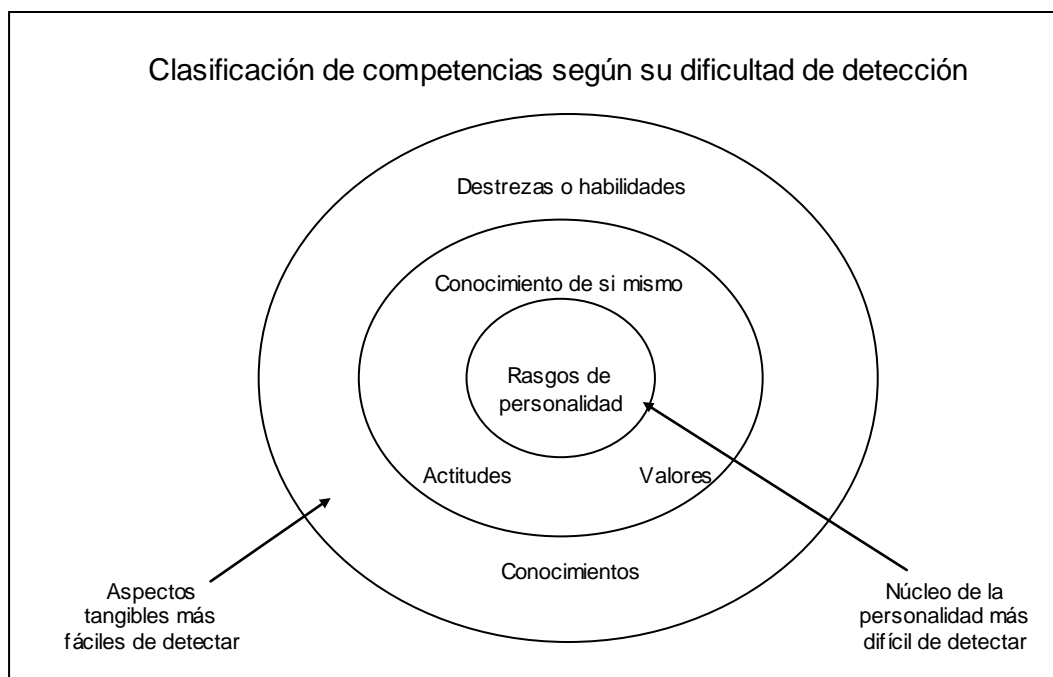 Clasificación de competencias según su dificultad de detección
Destrezas o habilidades
Conocimiento de si mismo
Rasgos de
personalidad
Actitudes
Valores
Conocimientos
Aspectos
tangibles más
fáciles de detectar
Núcleo de la
personalidad más
difícil de detectar